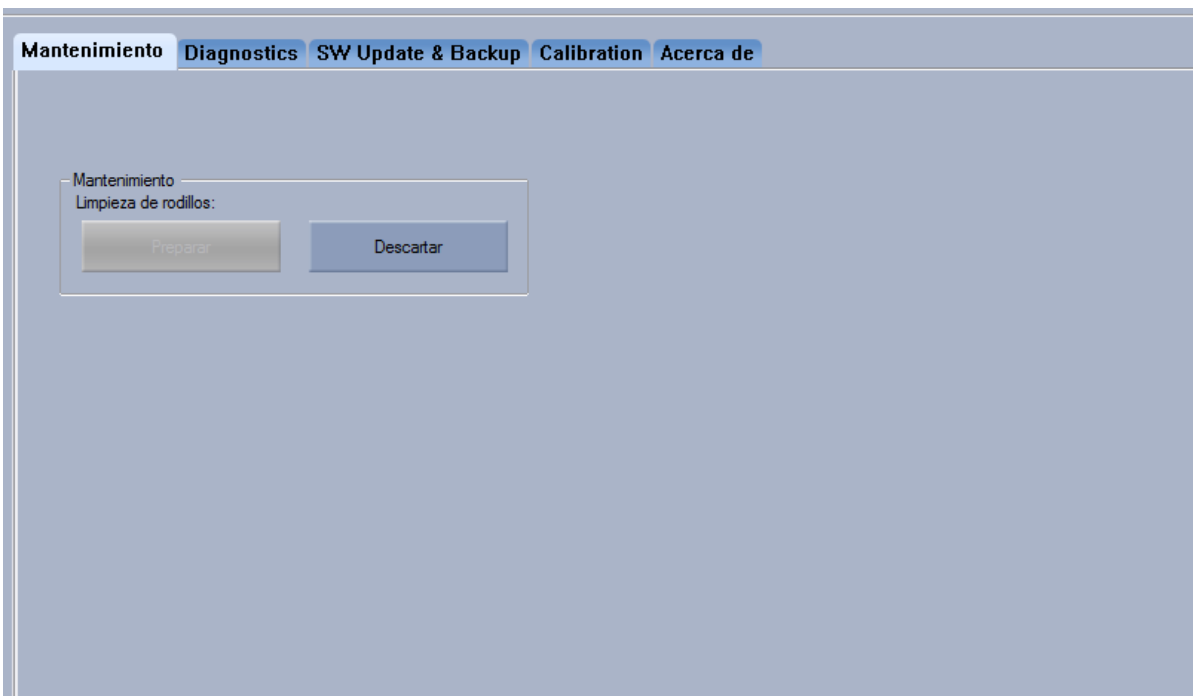 Mantenimiento Diagnostics SW Update & Backup Calibration Acerca de
Mantenimiento
Limpieza de rodillos:
Preparar Descartar